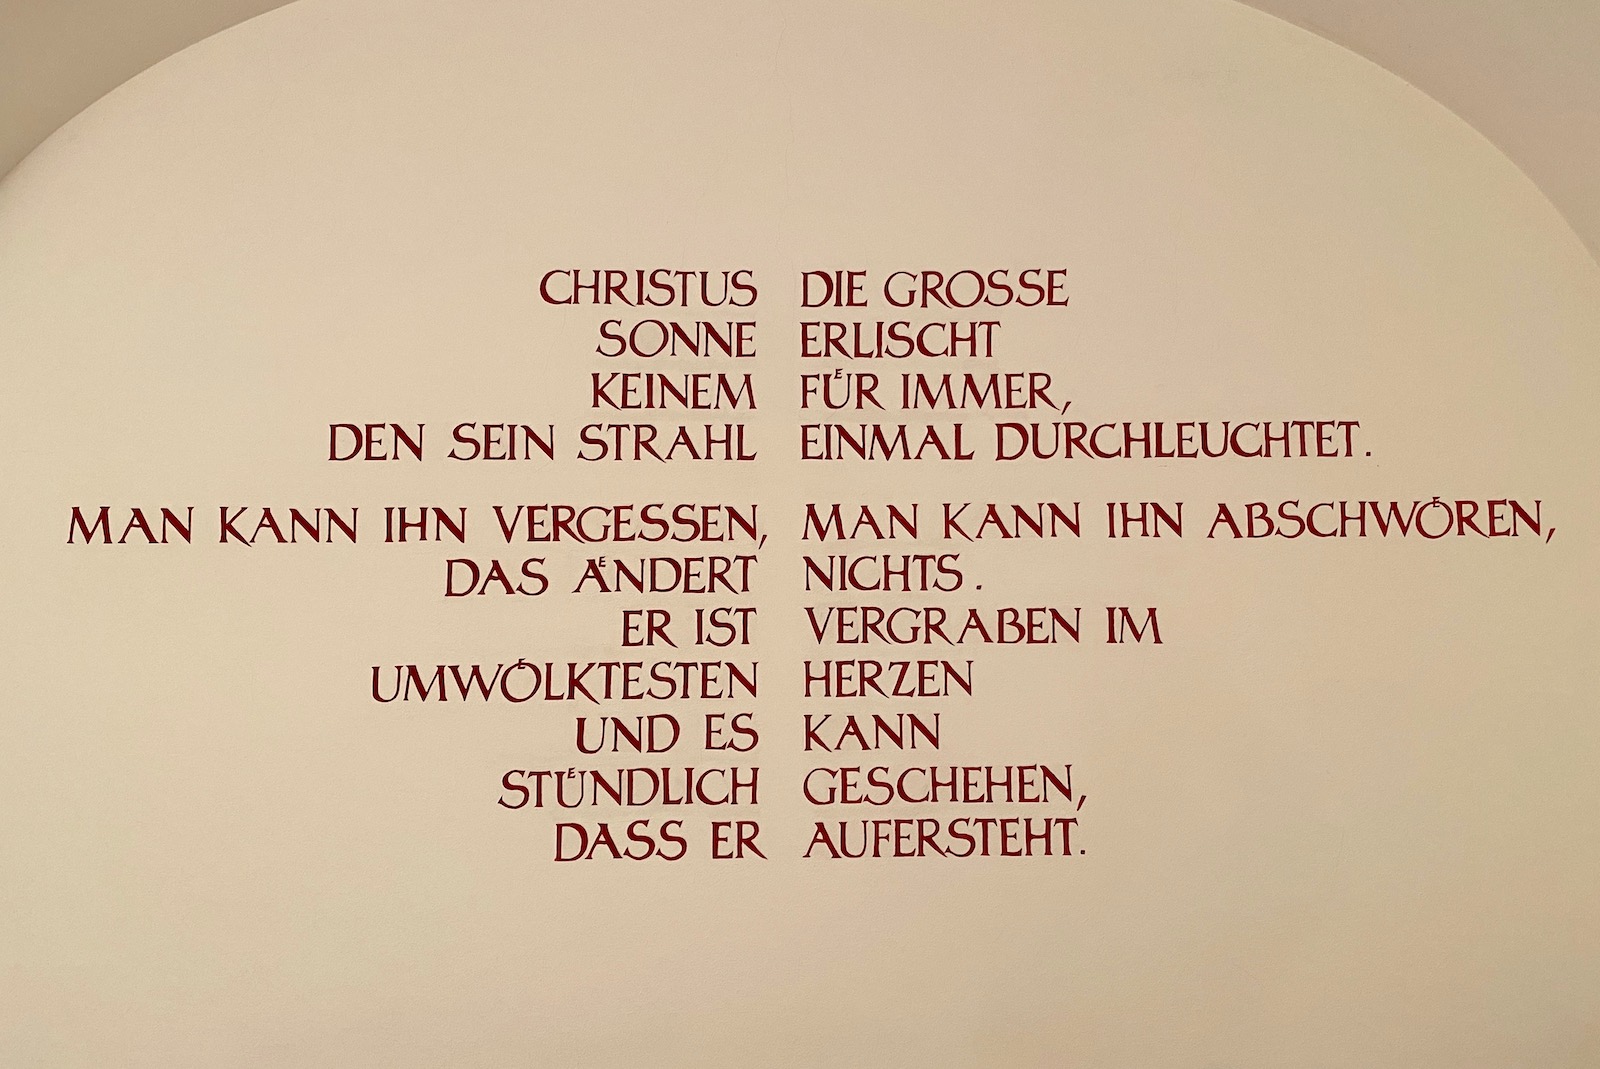 CHRISTUS DIE GROSSE
SONNE ERLISCHT
KEINEM FÜR IMMER,
DEN SEIN STRAHL EINMAL DURCHLEUCHTET.
MAN KANN IHN VERGESSEN, MAN KANN IHN ABSCHWÖREN,
DAS ÄNDERT NICHTS.
ER IST VERGRABEN IM
UMWÖLKTESTEN HERZEN
UND ES KANN
STÜNDLICH GESCHEHEN,
DASS ER AUFERSTEHT.